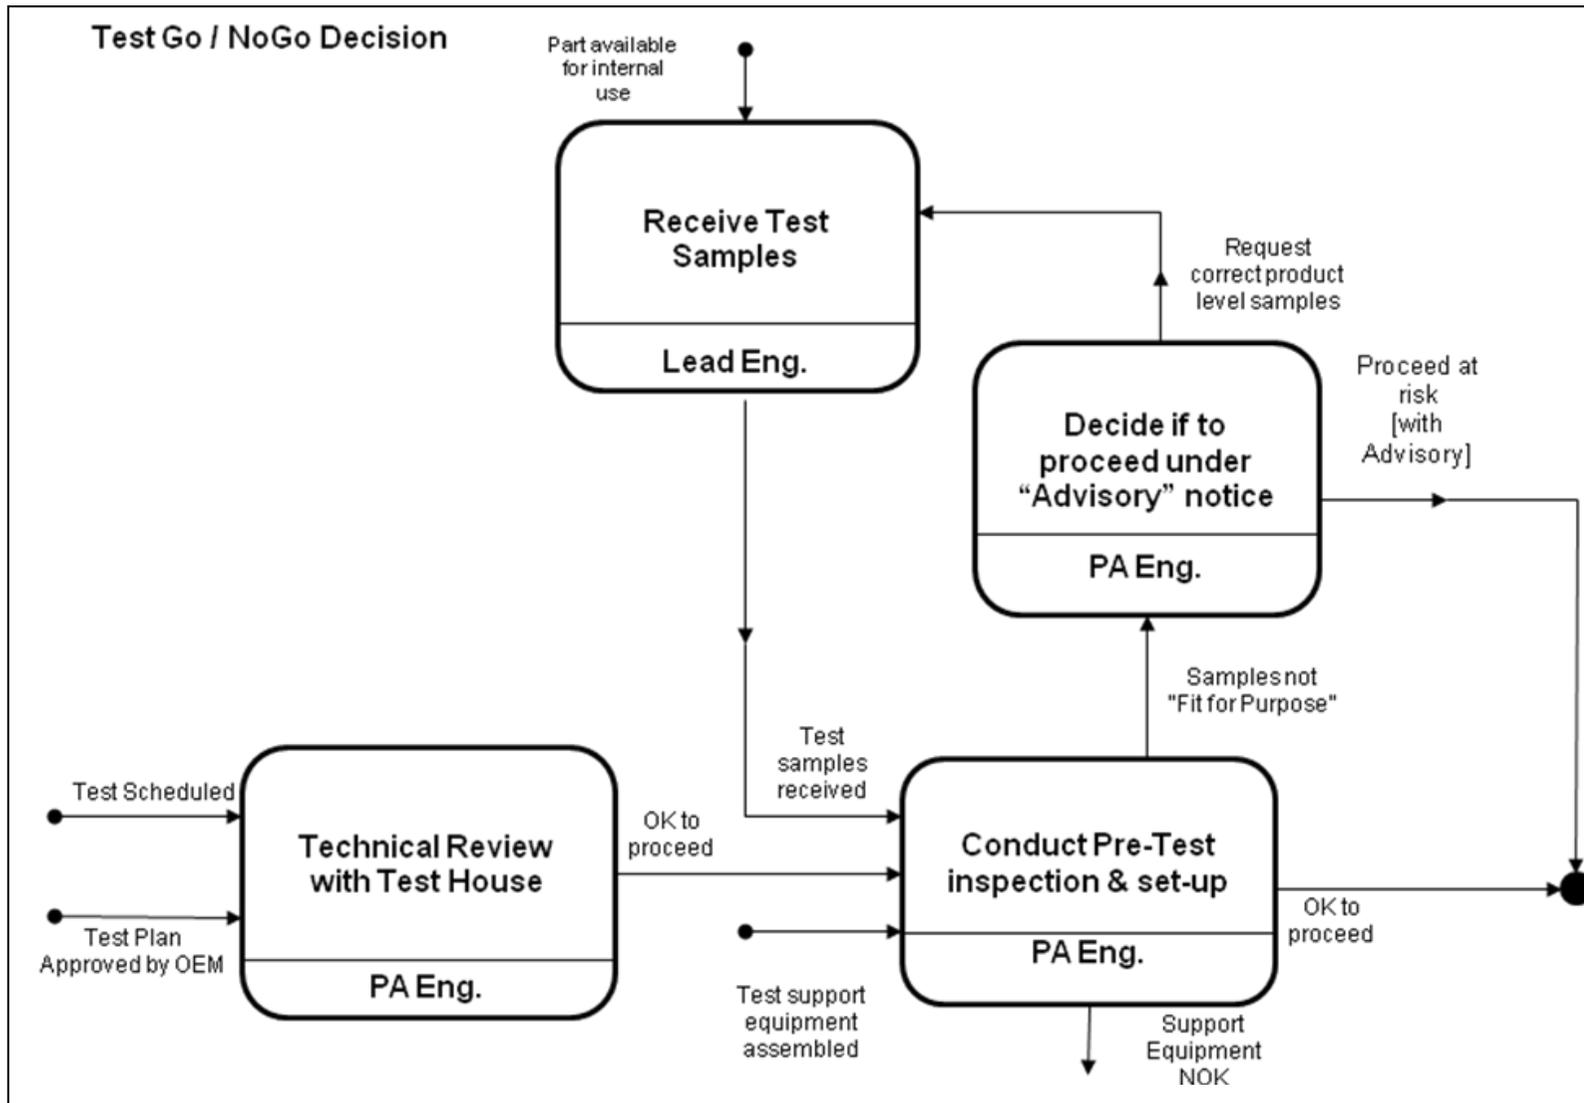 Test Go / NoGo Decision
Part available
for internal
use
Receive Test
Samples
Lead Eng.
Request
correct product
level samples
Decide if to
proceed under
“Advisory” notice
PA Eng.
Proceed at
risk
[with
Advisory]
Samples not
"Fit for Purpose"
Test
samples
received
Test Scheduled
Test Plan
Approved by OEM
Technical Review
with Test House
PA Eng.
OK to
proceed
Test support
equipment
assembled
Conduct Pre-Test
inspection & set-up
PA Eng.
OK to
proceed
Support
Equipment
NOK